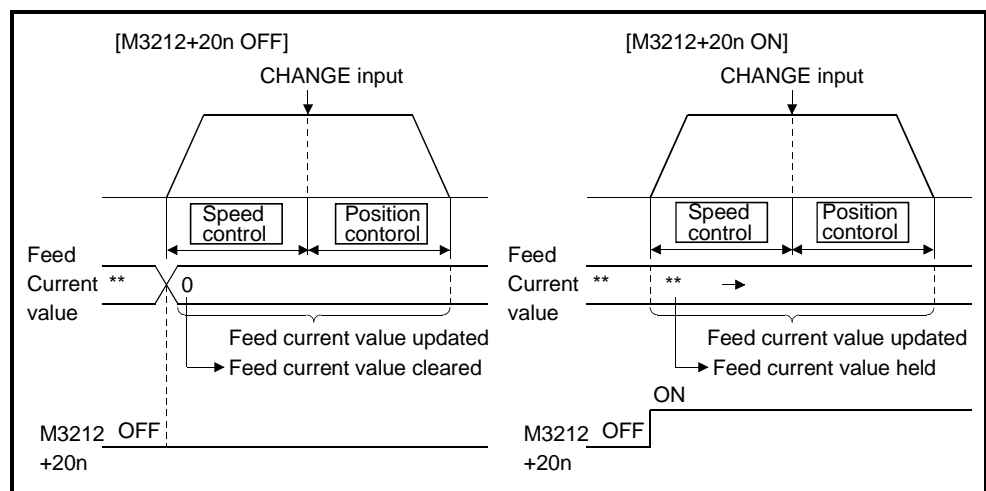 [M3212+20n OFF]
CHANGE input
Speed
control
Position
contorol
Feed
Current
value
**
0
Feed current value updated
Feed current value cleared
M3212
+20n
OFF
[M3212+20n ON]
CHANGE input
Speed
control
Position
contorol
Feed
Current
value
**
**
Feed current value updated
Feed current value held
ON
M3212
+20n
OFF